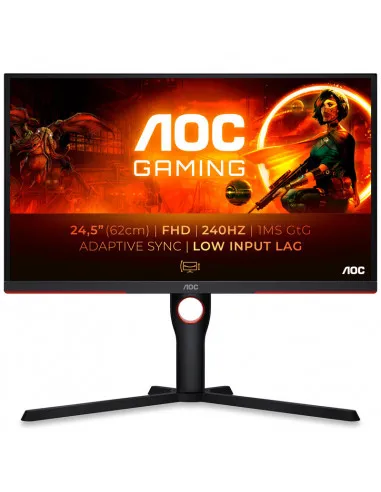 AOC
GAMING
24,5" (62cm) | FHD | 240HZ | 1MS GtG
ADAPTIVE SYNC | LOW INPUT LAG
AOC
AOC